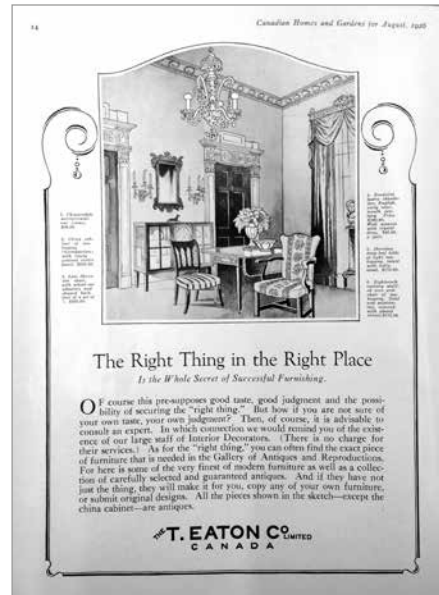 14
Canadian Homes and Gardens for August, 1926
The Right Thing in the Right Place
Is the Whole Secret of Successful Furnishing.
OF course this pre-supposes good taste, good judgment and the possi-
bility of securing the "right thing." But how if you are not sure of
your own taste, your own judgment? Then, of course, it is advisable to
consult an expert. In which connection we would remind you of the exist-
ence of our large staff of Interior Decorators. (There is no charge for
their services.) As for the "right thing," you can often find the exact piece
of furniture that is needed in the Gallery of Antiques and Reproductions.
For here is some of the very finest of modern furniture as well as a collec-
tion of carefully selected and guaranteed antiques. And if they have not
just the thing, they will make it for you, copy any of your own furniture,
or submit original designs. All the pieces shown in the sketch—except the
china cabinet—are antiques.
THE T. EATON CO LIMITED
CANADA